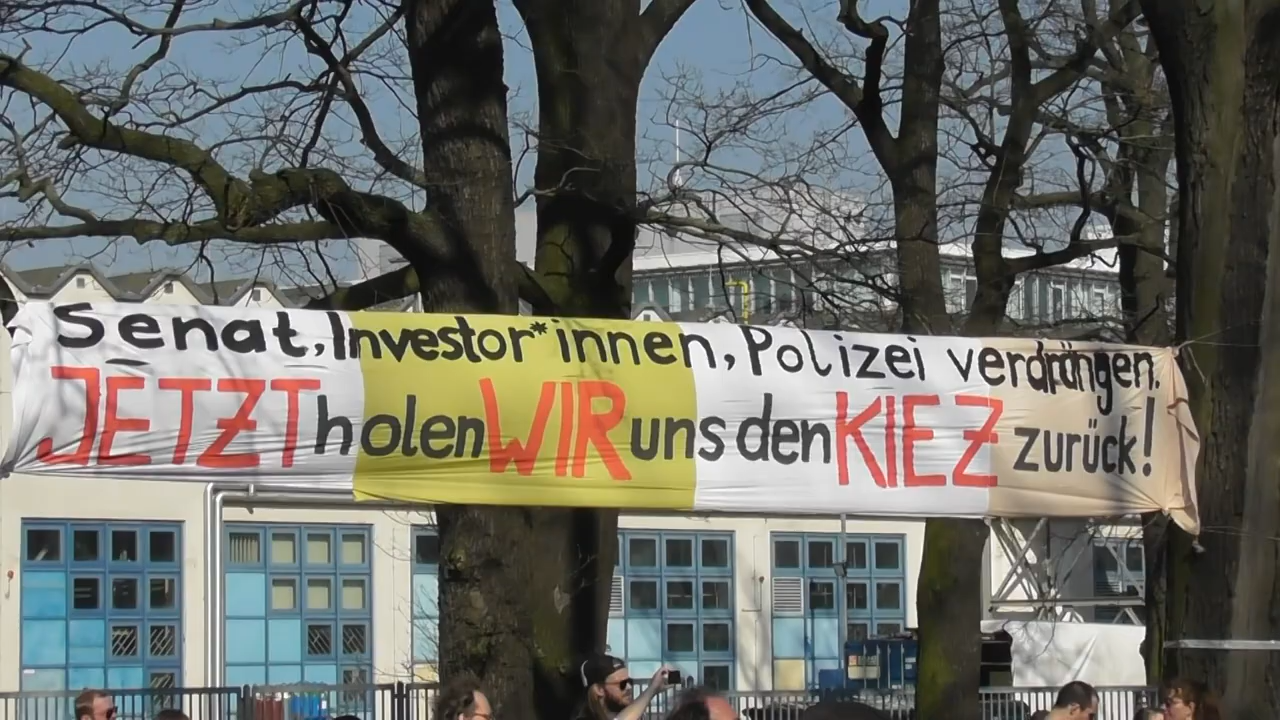 Senat, Investor*innen, Polizei verdrängen.
JETZT holen WIR uns den KIEZ zurück!